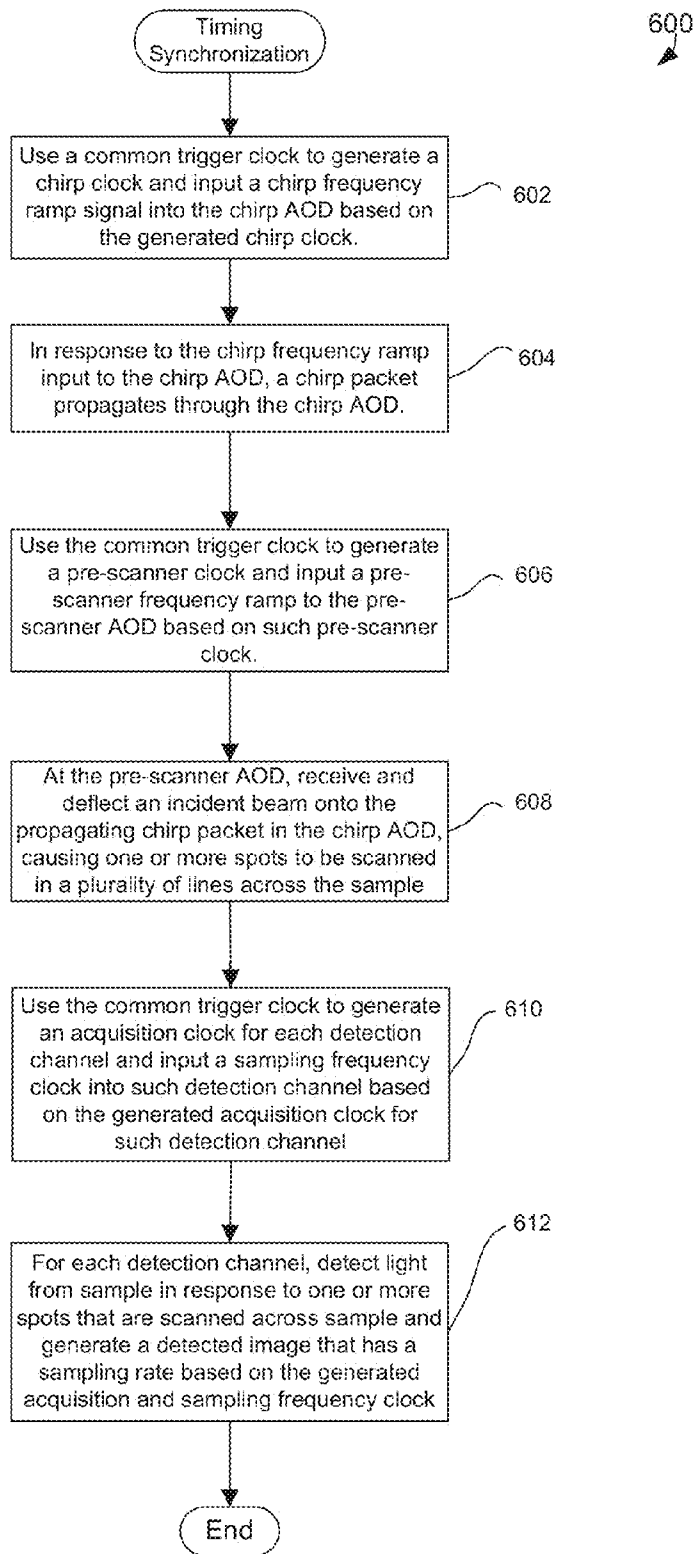 Timing
Synchronization
600
Use a common trigger clock to generate a
chirp clock and input a chirp frequency
ramp signal into the chirp AOD based on
the generated chirp clock.
602
In response to the chirp frequency ramp
input to the chirp AOD, a chirp packet
propagates through the chirp AOD.
604
Use the common trigger clock to generate
a pre-scanner clock and input a pre-
scanner frequency ramp to the pre-
scanner AOD based on such pre-scanner
clock.
606
At the pre-scanner AOD, receive and
deflect an incident beam onto the
propagating chirp packet in the chirp AOD,
causing one or more spots to be scanned
in a plurality of lines across the sample
608
Use the common trigger clock to generate
an acquisition clock for each detection
channel and input a sampling frequency
clock into such detection channel based
on the generated acquisition clock for
such detection channel
610
For each detection channel, detect light
from sample in response to one or more
spots that are scanned across sample and
generate a detected image that has a
sampling rate based on the generated
acquisition and sampling frequency clock
612
End